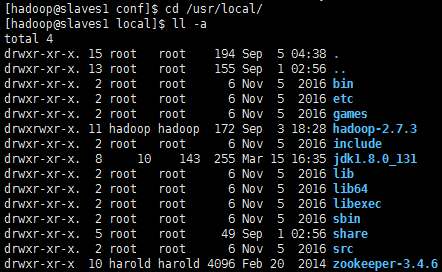 [hadoop@slaves1 conf]$ cd /usr/local/
[hadoop@slaves1 local]$ ll -a
total 4
drwxr-xr-x. 15 root   root    194 Sep  5 04:38 .
drwxr-xr-x. 13 root   root    155 Sep  1 02:56 ..
drwxr-xr-x.  2 root   root      6 Nov  5  2016 bin
drwxr-xr-x.  2 root   root      6 Nov  5  2016 etc
drwxr-xr-x.  2 root   root      6 Nov  5  2016 games
drwxrwxr-x. 11 hadoop hadoop  172 Sep  3 18:28 hadoop-2.7.3
drwxr-xr-x.  2 root   root      6 Nov  5  2016 include
drwxr-xr-x.  8     10    143  255 Mar 15 16:35 jdk1.8.0_131
drwxr-xr-x.  2 root   root      6 Nov  5  2016 lib
drwxr-xr-x.  2 root   root      6 Nov  5  2016 lib64
drwxr-xr-x.  2 root   root      6 Nov  5  2016 libexec
drwxr-xr-x.  2 root   root      6 Nov  5  2016 sbin
drwxr-xr-x.  5 root   root     49 Sep  1 02:56 share
drwxr-xr-x.  2 root   root      6 Nov  5  2016 src
drwxr-xr-x  10 harold harold 4096 Feb 20  2014 zookeeper-3.4.6